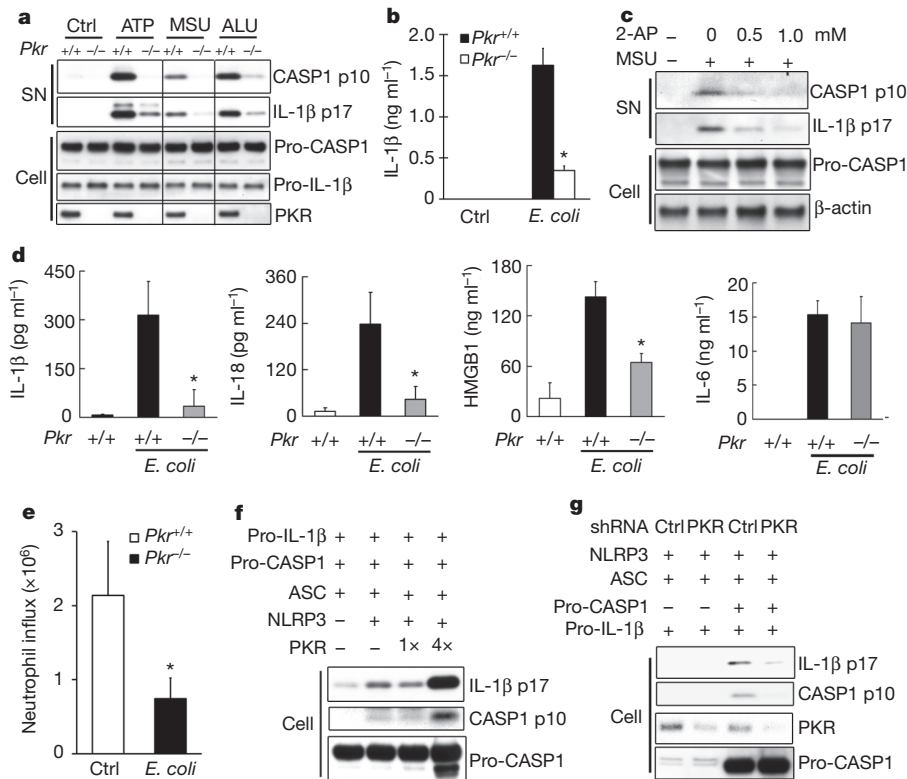 a
Ctrl ATP MSU ALU
Pkr +/+ −/− +/+ −/− +/+ −/− +/+ −/−
SN
CASP1 p10
IL-1β p17
Cell
Pro-CASP1
Pro-IL-1β
PKR
b
IL-1β (ng ml−1)
2.0
1.5
1.0
0.5
0
Pkr+/+
Pkr−/−
*
Ctrl E. coli
c
2-AP − 0 0.5 1.0 mM
MSU − + + +
SN
CASP1 p10
IL-1β p17
Cell
Pro-CASP1
β-actin
d
IL-1β (pg ml−1)
450
300
150
0
*
Pkr +/+ +/+ −/−
E. coli
IL-18 (pg ml−1)
360
240
120
0
*
Pkr +/+ +/+ −/−
E. coli
HMGB1 (ng ml−1)
180
120
60
0
*
Pkr +/+ +/+ −/−
E. coli
IL-6 (ng ml−1)
20
15
10
5
0
Pkr +/+ +/+ −/−
E. coli
e
Neutrophil influx (×10⁶)
3
2
1
0
Pkr+/+
Pkr−/−
*
Ctrl E. coli
f
Pro-IL-1β + + + +
Pro-CASP1 + + + +
ASC + + + +
NLRP3 − + + +
PKR − − 1× 4×
Cell
IL-1β p17
CASP1 p10
Pro-CASP1
g
shRNA Ctrl PKR Ctrl PKR
NLRP3 + + + +
ASC + + + +
Pro-CASP1 − − + +
Pro-IL-1β + + + +
Cell
IL-1β p17
CASP1 p10
PKR
Pro-CASP1